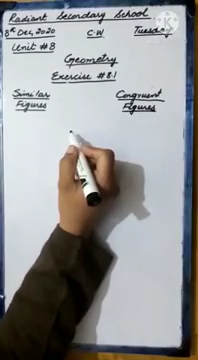 Radiant Secondary School
8th Dec, 2020 C.W Tuesday
Unit # 8
Geometry
Exercise # 8.1
Similar Figures
Congruent Figures